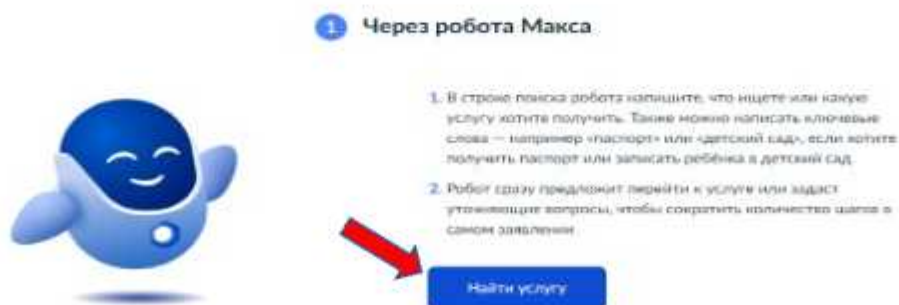 1 Через робота Макса
1. В строке поиска робота напишите, что ищете или какую
услугу хотите получить. Также можно написать ключевые
слова — например «паспорт» или «детский сад», если хотите
получить паспорт или записать ребёнка в детский сад
2. Робот сразу предложит перейти к услуге или задаст
уточняющие вопросы, чтобы сократить количество шагов в
самом заявлении
Найти услугу